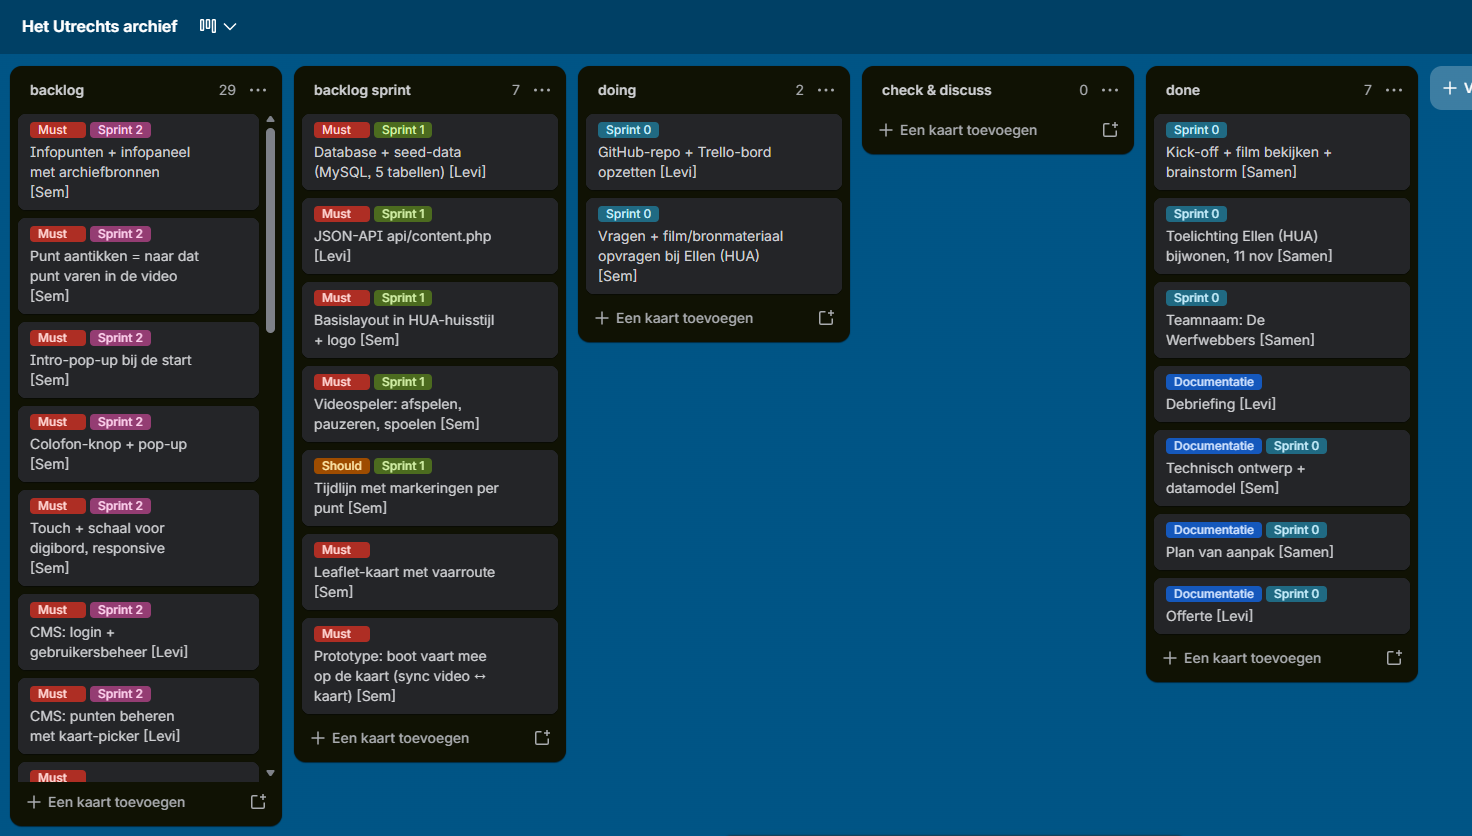 Het Utrechts archief
backlog 29
Must Sprint 2
Infopunten + infopaneel
met archiefbronnen
[Sem]
Must Sprint 2
Punt aantikken = naar dat
punt varen in de video
[Sem]
Must Sprint 2
Intro-pop-up bij de start
[Sem]
Must Sprint 2
Colofon-knop + pop-up
[Sem]
Must Sprint 2
Touch + schaal voor
digibord, responsive
[Sem]
Must Sprint 2
CMS: login +
gebruikersbeheer [Levi]
Must Sprint 2
CMS: punten beheren
met kaart-picker [Levi]
Must
+ Een kaart toevoegen
backlog sprint 7
Must Sprint 1
Database + seed-data
(MySQL, 5 tabellen) [Levi]
Must Sprint 1
JSON-API api/content.php
[Levi]
Must Sprint 1
Basislayout in HUA-huisstijl
+ logo [Sem]
Must Sprint 1
Videospeler: afspelen,
pauzeren, spoelen [Sem]
Should Sprint 1
Tijdlijn met markeringen per
punt [Sem]
Must
Leaflet-kaart met vaarroute
[Sem]
Must
Prototype: boot vaart mee
op de kaart (sync video ↔
kaart) [Sem]
+ Een kaart toevoegen
doing 2
Sprint 0
GitHub-repo + Trello-bord
opzetten [Levi]
Sprint 0
Vragen + film/bronmateriaal
opvragen bij Ellen (HUA)
[Sem]
+ Een kaart toevoegen
check & discuss 0
+ Een kaart toevoegen
done 7
Sprint 0
Kick-off + film bekijken +
brainstorm [Samen]
Sprint 0
Toelichting Ellen (HUA)
bijwonen, 11 nov [Samen]
Sprint 0
Teamnaam: De
Werfwebbers [Samen]
Documentatie
Debriefing [Levi]
Documentatie Sprint 0
Technisch ontwerp +
datamodel [Sem]
Documentatie Sprint 0
Plan van aanpak [Samen]
Documentatie Sprint 0
Offerte [Levi]
+ Een kaart toevoegen